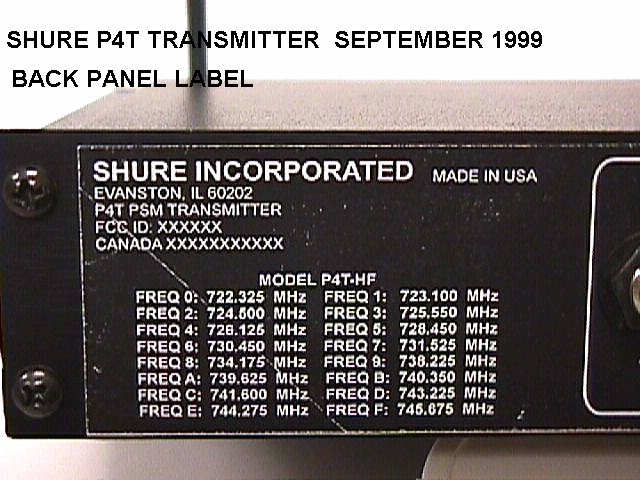 SHURE P4T TRANSMITTER SEPTEMBER 1999
BACK PANEL LABEL
SHURE INCORPORATED MADE IN USA
EVANSTON, IL 60202
P4T PSM TRANSMITTER
FCC ID: XXXXXX
CANADA XXXXXXXXXXX
MODEL P4T-HF
FREQ 0: 722.325 MHz FREQ 1: 723.100 MHz
FREQ 2: 724.500 MHz FREQ 3: 725.550 MHz
FREQ 4: 726.125 MHz FREQ 5: 728.450 MHz
FREQ 6: 730.450 MHz FREQ 7: 731.525 MHz
FREQ 8: 734.175 MHz FREQ 9: 738.225 MHz
FREQ A: 739.625 MHz FREQ B: 740.350 MHz
FREQ C: 741.600 MHz FREQ D: 743.225 MHz
FREQ E: 744.275 MHz FREQ F: 745.675 MHz